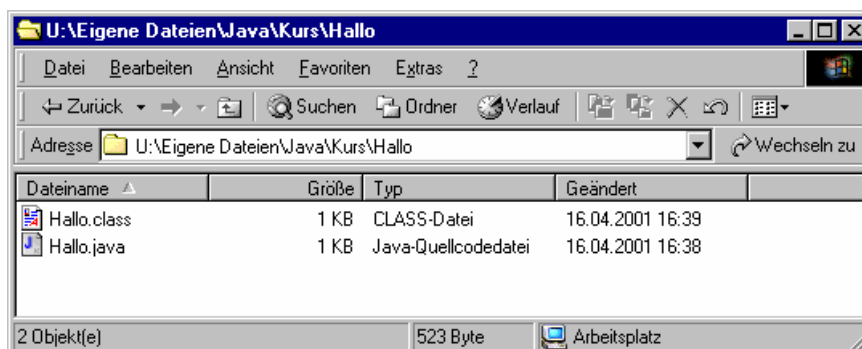 U:\Eigene Dateien\Java\Kurs\Hallo
Datei Bearbeiten Ansicht Favoriten Extras ?
Zurück Suchen Ordner Verlauf
Adresse U:\Eigene Dateien\Java\Kurs\Hallo Wechseln zu
Dateiname Größe Typ Geändert
Hallo.class 1 KB CLASS-Datei 16.04.2001 16:39
Hallo.java 1 KB Java-Quellcodedatei 16.04.2001 16:38
2 Objekt(e) 523 Byte Arbeitsplatz